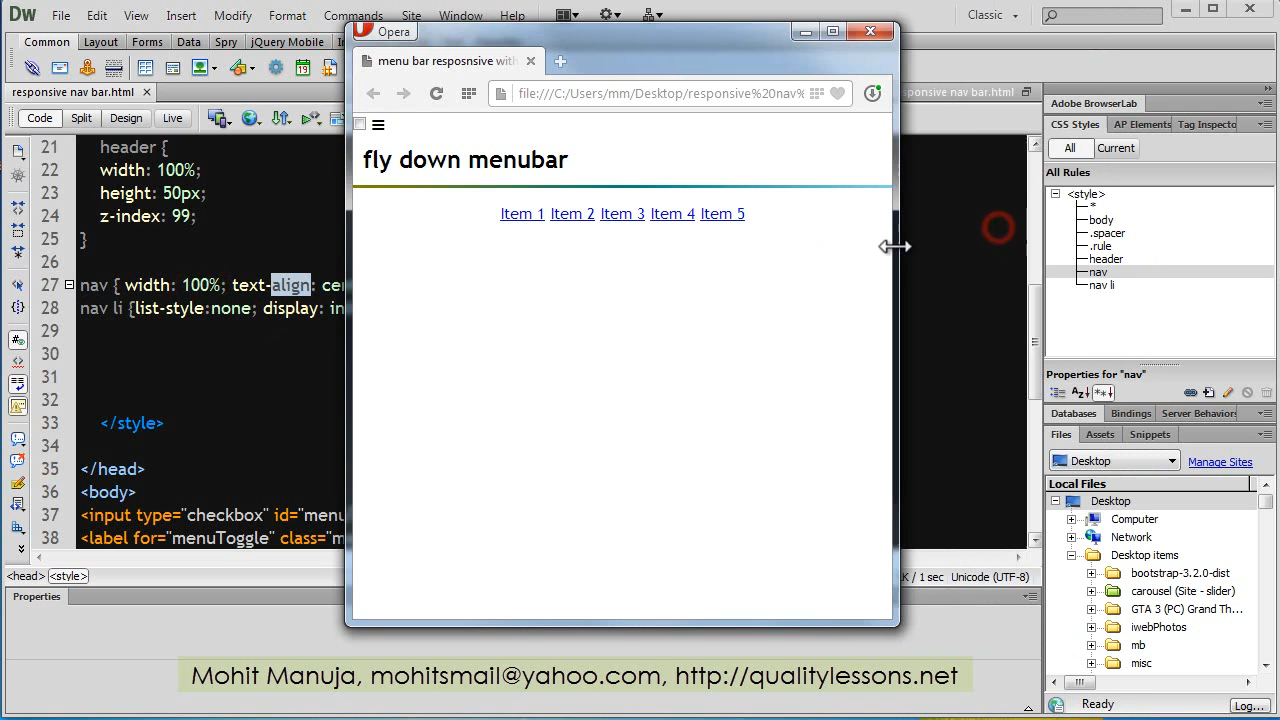 Dw File Edit View Insert Modify Format Commands Site Window Help Classic
Common Layout Forms Data Spry jQuery Mobile
responsive nav bar.html
esponsive nav bar.html
Code Split Design Live
21 header {
22 width: 100%;
23 height: 50px;
24 z-index: 99;
25 }
26
27 nav { width: 100%; text-align: cen
28 nav li {list-style:none; display: in
29
30
31
32
33 </style>
34
35 </head>
36 <body>
37 <input type="checkbox" id="menu
38 <label for="menuToggle" class="m
<head> <style>
K / 1 sec Unicode (UTF-8)
Properties
Opera
menu bar resposnsive with
file:///C:/Users/mm/Desktop/responsive%20nav%
≡
fly down menubar
Item 1 Item 2 Item 3 Item 4 Item 5
Adobe BrowserLab
CSS Styles AP Elements Tag Inspecto
All Current
All Rules
<style>
*
body
.spacer
.rule
header
nav
nav li
Properties for "nav"
Databases Bindings Server Behaviors
Files Assets Snippets
Desktop Manage Sites
Local Files
Desktop
Computer
Network
Desktop items
bootstrap-3.2.0-dist
carousel (Site - slider)
GTA 3 (PC) Grand Th...
iwebPhotos
mb
misc
Ready Log...
Mohit Manuja, mohitsmail@yahoo.com, http://qualitylessons.net